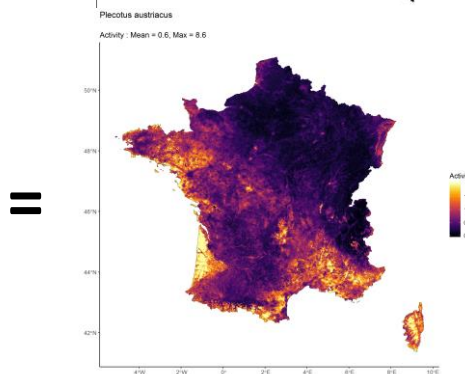 Plecotus austriacus
Activity : Mean = 0.6, Max = 8.6
50°N
48°N
46°N
44°N
42°N
4°W
2°W
0°
2°E
4°E
6°E
8°E
10°E
Activi